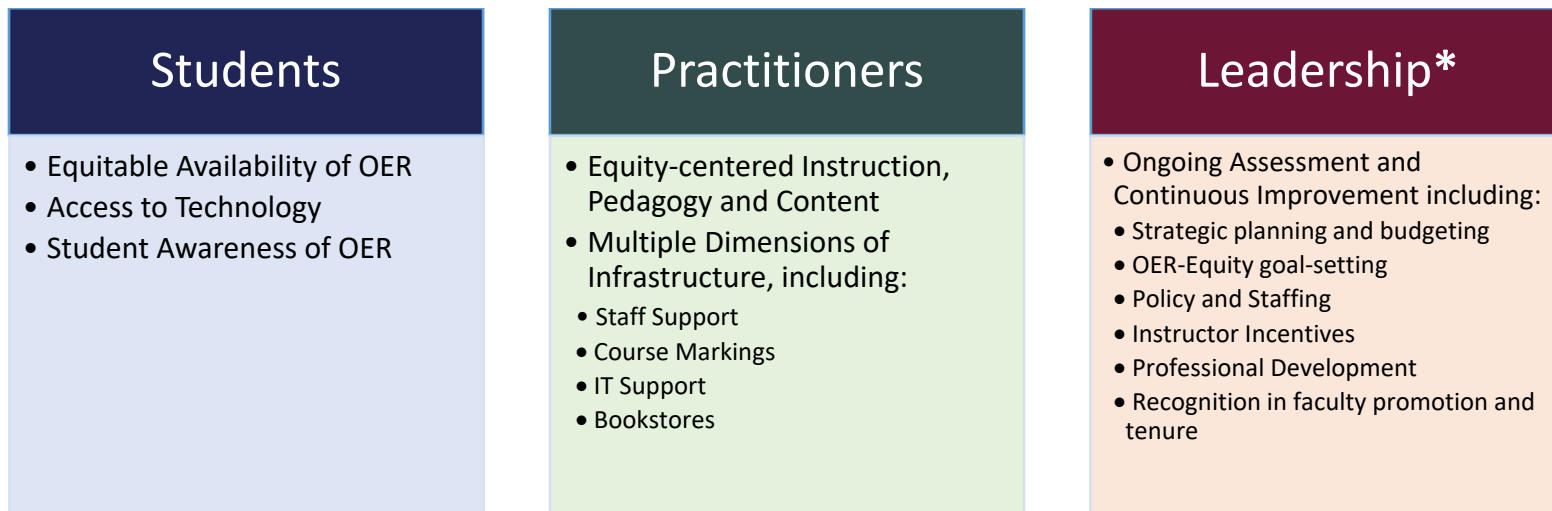 Students
• Equitable Availability of OER
• Access to Technology
• Student Awareness of OER
Practitioners
• Equity-centered Instruction,
Pedagogy and Content
• Multiple Dimensions of
Infrastructure, including:
• Staff Support
• Course Markings
• IT Support
• Bookstores
Leadership*
• Ongoing Assessment and
Continuous Improvement including:
• Strategic planning and budgeting
• OER-Equity goal-setting
• Policy and Staffing
• Instructor Incentives
• Professional Development
• Recognition in faculty promotion and
tenure